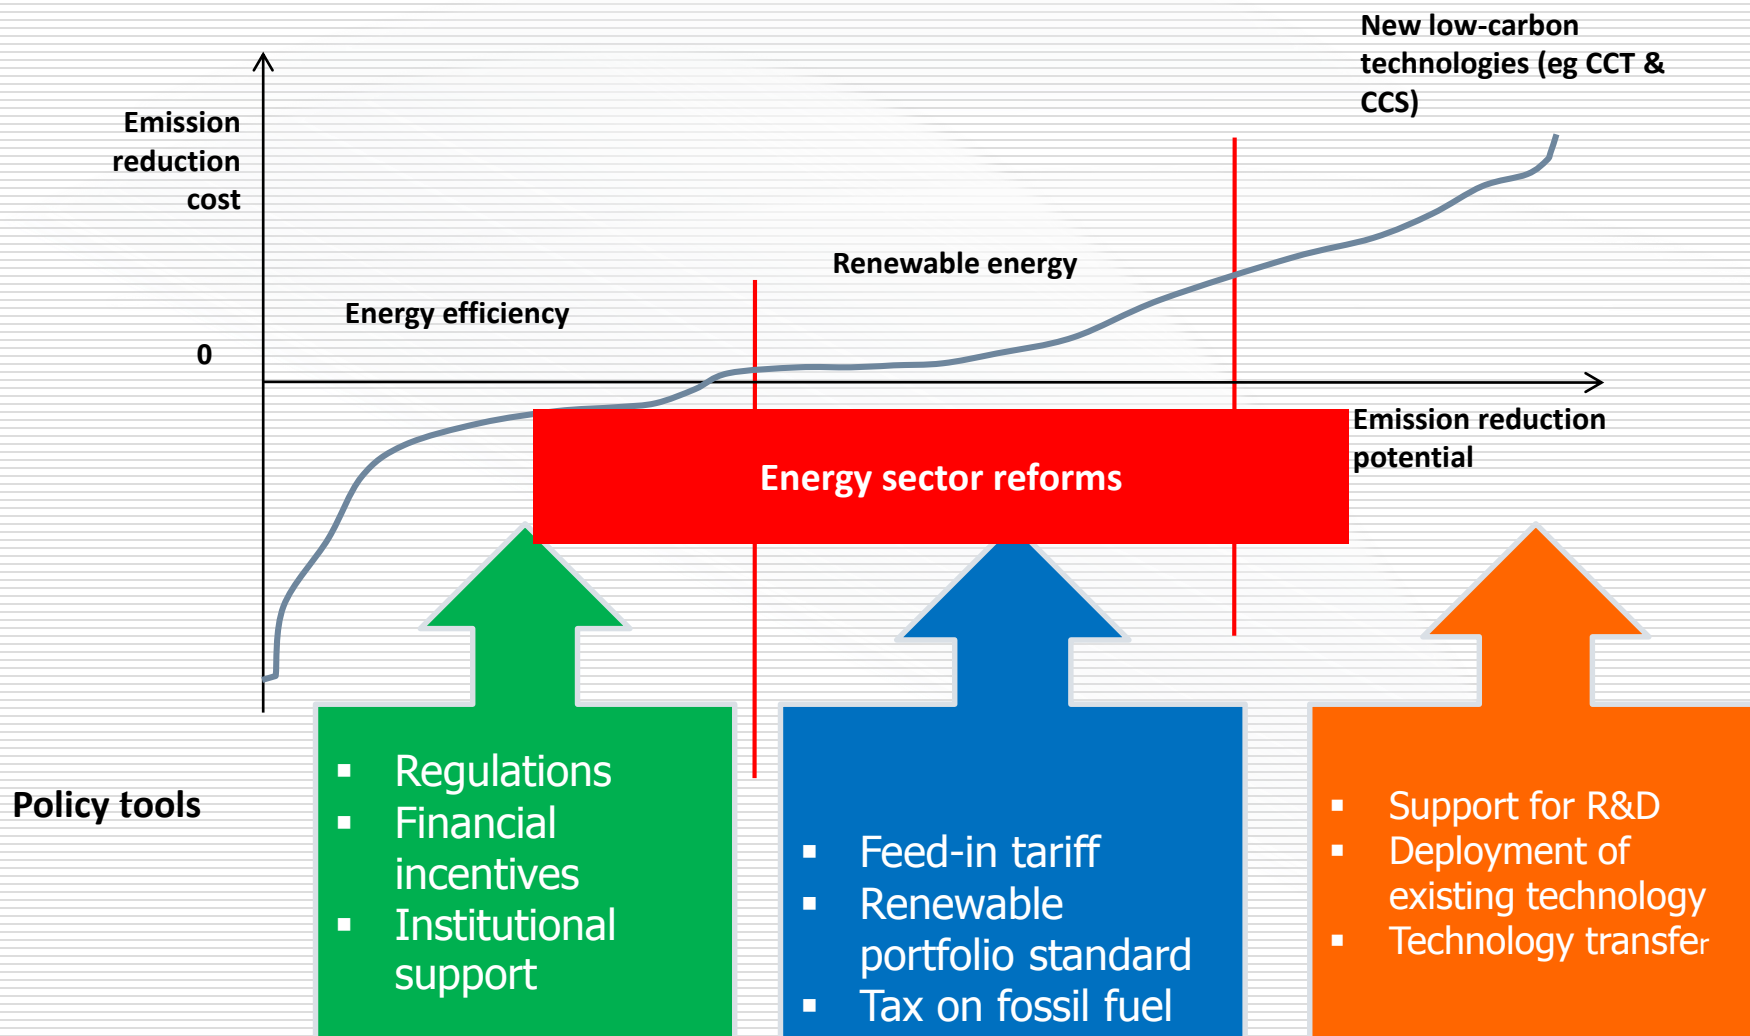 New low-carbon
technologies (eg CCT &
CCS)
Emission
reduction
cost
Renewable energy
Energy efficiency
0
Emission reduction
potential
Energy sector reforms
Policy tools
▪ Regulations
▪ Financial
incentives
▪ Institutional
support
▪ Feed-in tariff
▪ Renewable
portfolio standard
▪ Tax on fossil fuel
▪ Support for R&D
▪ Deployment of
existing technology
▪ Technology transfer